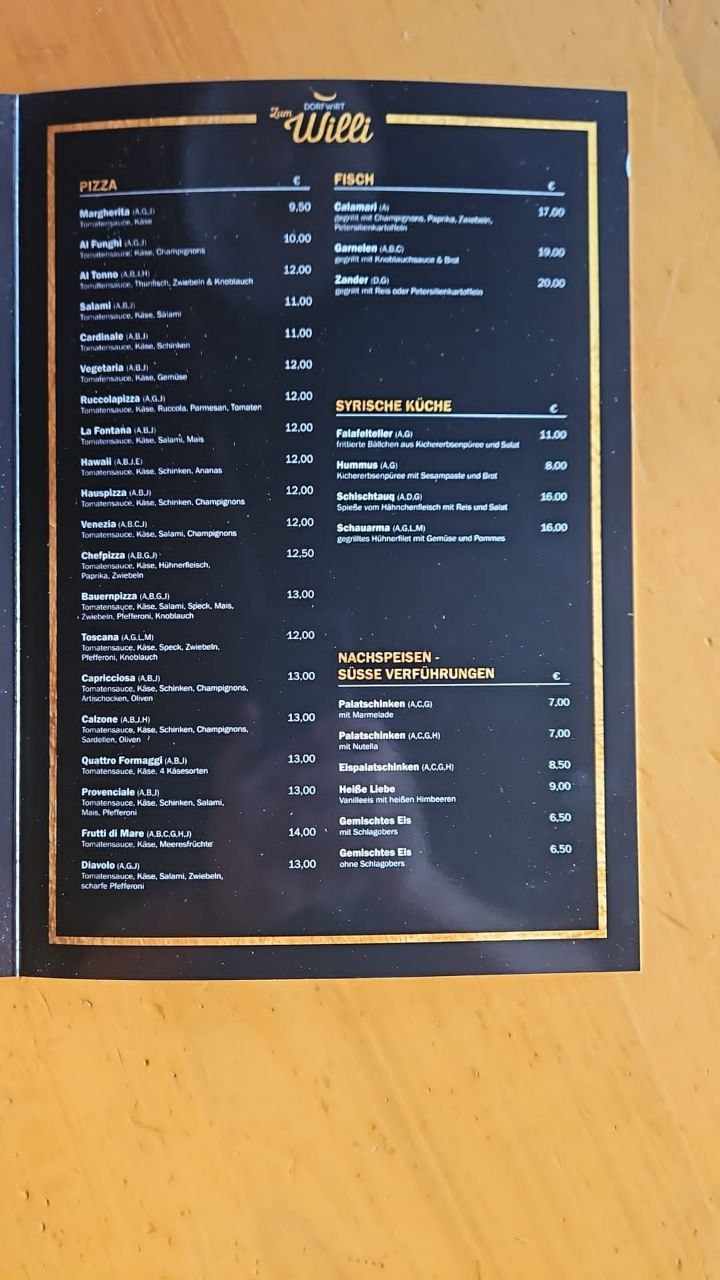 DORFWIRT
Zum
Willi
PIZZA €
Margherita (A,G,J) 9,50
Tomatensauce, Käse
Al Funghi (A,G,J) 10,00
Tomatensauce, Käse, Champignons
Al Tonno (A,B,J,H) 12,00
Tomatensauce, Thunfisch, Zwiebeln & Knoblauch
Salami (A,B,J) 11,00
Tomatensauce, Käse, Salami
Cardinale (A,B,J) 11,00
Tomatensauce, Käse, Schinken
Vegetaria (A,B,J) 12,00
Tomatensauce, Käse, Gemüse
Ruccolapizza (A,G,J) 12,00
Tomatensauce, Käse, Ruccola, Parmesan, Tomaten
La Fontana (A,B,J) 12,00
Tomatensauce, Käse, Salami, Mais
Hawaii (A,B,J,E) 12,00
Tomatensauce, Käse, Schinken, Ananas
Hauspizza (A,B,J) 12,00
Tomatensauce, Käse, Schinken, Champignons
Venezia (A,B,C,J) 12,00
Tomatensauce, Käse, Salami, Champignons
Chefpizza (A,B,G,J) 12,50
Tomatensauce, Käse, Hühnerfleisch,
Paprika, Zwiebeln
Bauernpizza (A,B,G,J) 13,00
Tomatensauce, Käse, Salami, Speck, Mais,
Zwiebeln, Pfefferoni, Knoblauch
Toscana (A,G,L,M) 12,00
Tomatensauce, Käse, Speck, Zwiebeln,
Pfefferoni, Knoblauch
Capricciosa (A,B,J) 13,00
Tomatensauce, Käse, Schinken, Champignons,
Artischocken, Oliven
Calzone (A,B,J,H) 13,00
Tomatensauce, Käse, Schinken, Champignons,
Sardellen, Oliven
Quattro Formaggi (A,B,J) 13,00
Tomatensauce, Käse, 4 Käsesorten
Provenciale (A,B,J) 13,00
Tomatensauce, Käse, Schinken, Salami,
Mais, Pfefferoni
Frutti di Mare (A,B,C,G,H,J) 14,00
Tomatensauce, Käse, Meeresfrüchte
Diavolo (A,G,J) 13,00
Tomatensauce, Käse, Salami, Zwiebeln,
scharfe Pfefferoni
FISCH €
Calamari (A) 17,00
gegrillt mit Champignons, Paprika, Zwiebeln,
Petersilienkartoffeln
Garnelen (A,B,C) 19,00
gegrillt mit Knoblauchsauce & Brot
Zander (D,G) 20,00
gegrillt mit Reis oder Petersilienkartoffeln
SYRISCHE KÜCHE €
Falafelteller (A,G) 11,00
frittierte Bällchen aus Kichererbsenpüree und Salat
Hummus (A,G) 8,00
Kichererbsenpüree mit Sesampaste und Brot
Schischtauq (A,D,G) 16,00
Spieße vom Hähnchenfleisch mit Reis und Salat
Schauarma (A,G,L,M) 16,00
gegrilltes Hühnerfilet mit Gemüse und Pommes
NACHSPEISEN -
SÜSSE VERFÜHRUNGEN €
Palatschinken (A,C,G) 7,00
mit Marmelade
Palatschinken (A,C,G,H) 7,00
mit Nutella
Eispalatschinken (A,C,G,H) 8,50
Heiße Liebe 9,00
Vanilleeis mit heißen Himbeeren
Gemischtes Eis 6,50
mit Schlagobers
Gemischtes Eis 6,50
ohne Schlagobers